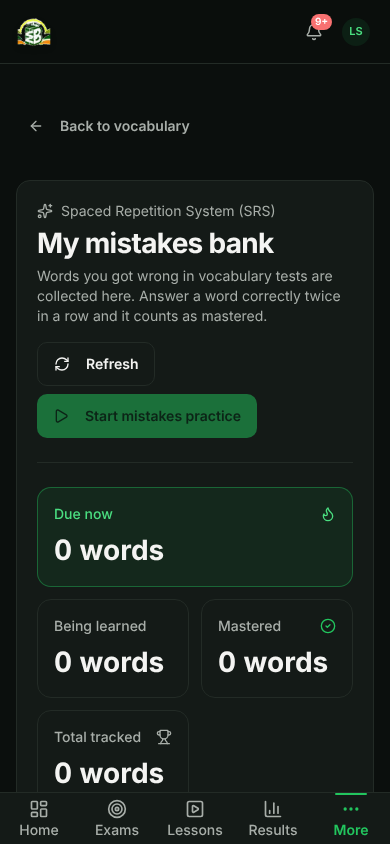 9+
LS
Back to vocabulary
Spaced Repetition System (SRS)
My mistakes bank
Words you got wrong in vocabulary tests are
collected here. Answer a word correctly twice
in a row and it counts as mastered.
Refresh
Start mistakes practice
Due now
0 words
Being learned
0 words
Mastered
0 words
Total tracked
0 words
Home
Exams
Lessons
Results
More